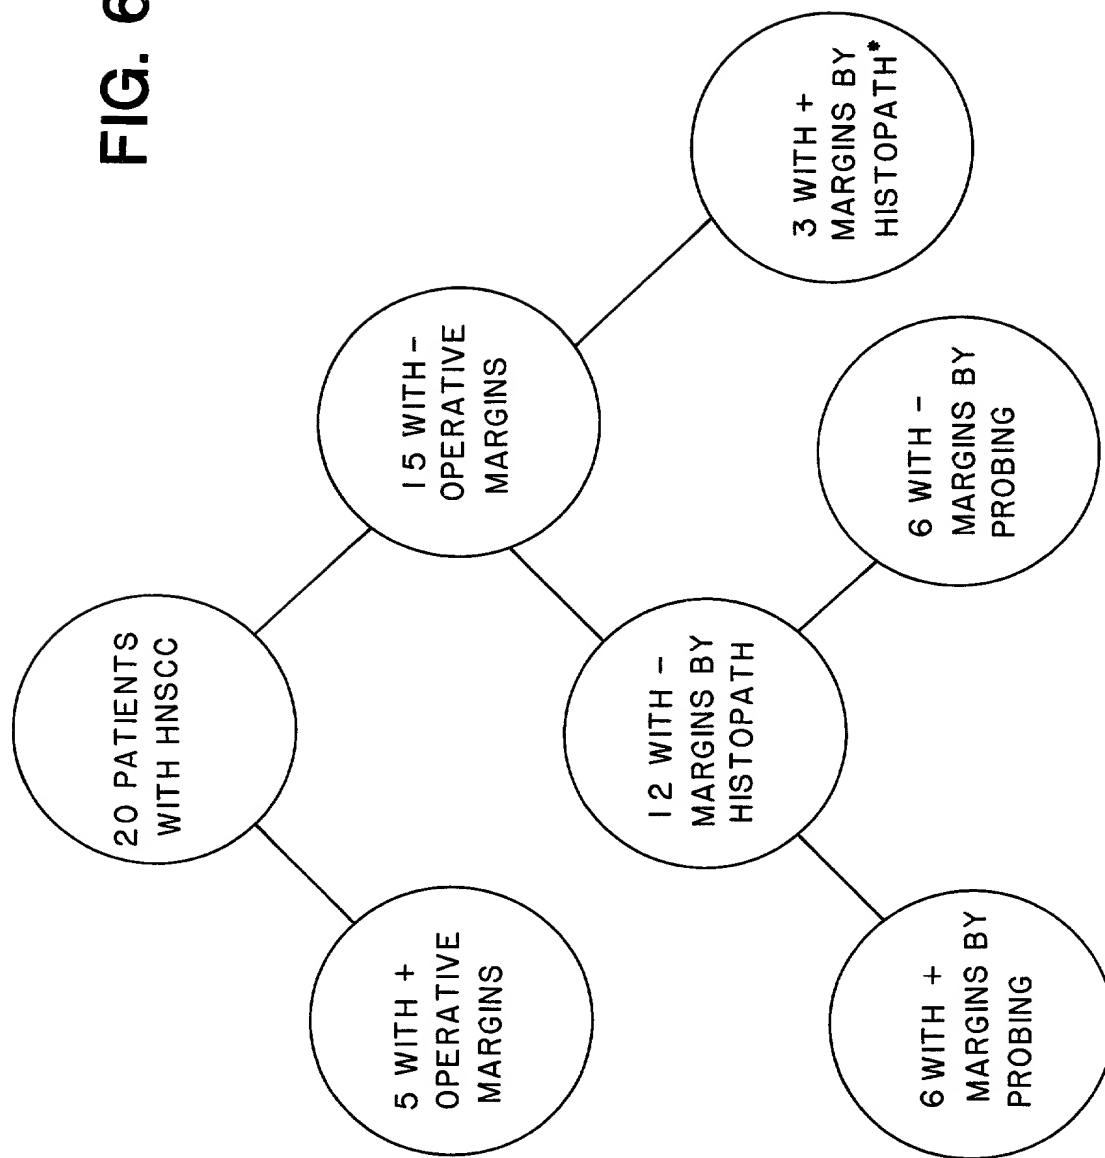 FIG. 6
20 PATIENTS
WITH HNSCC
5 WITH +
OPERATIVE
MARGINS
15 WITH -
OPERATIVE
MARGINS
12 WITH -
MARGINS BY
HISTOPATH
3 WITH +
MARGINS BY
HISTOPATH*
6 WITH +
MARGINS BY
PROBING
6 WITH -
MARGINS BY
PROBING